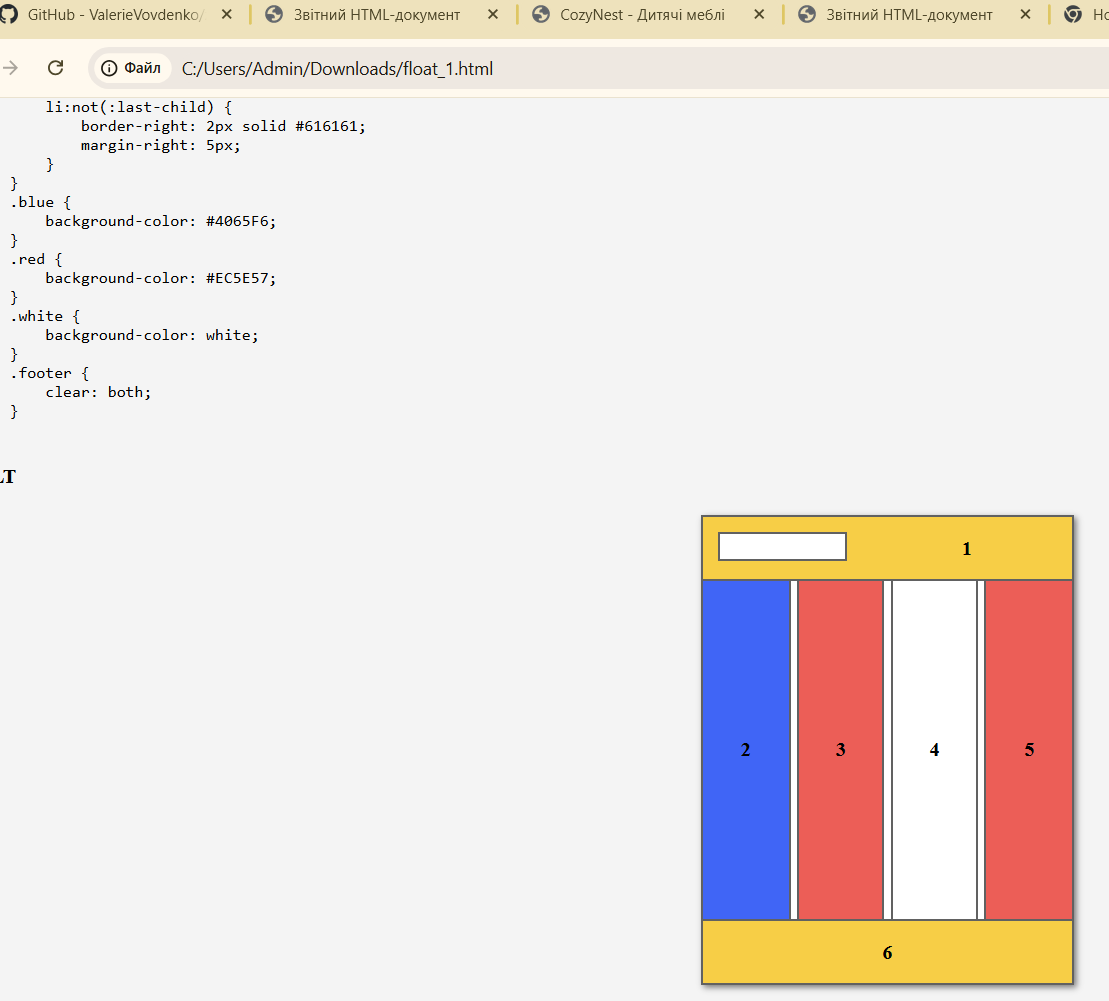 GitHub - ValerieVovdenko/
Звітний HTML-документ
CozyNest - Дитячі меблі
Звітний HTML-документ
Файл C:/Users/Admin/Downloads/float_1.html
li:not(:last-child) {
border-right: 2px solid #616161;
margin-right: 5px;
}
}
.blue {
background-color: #4065F6;
}
.red {
background-color: #EC5E57;
}
.white {
background-color: white;
}
.footer {
clear: both;
}
1
2 3 4 5
6